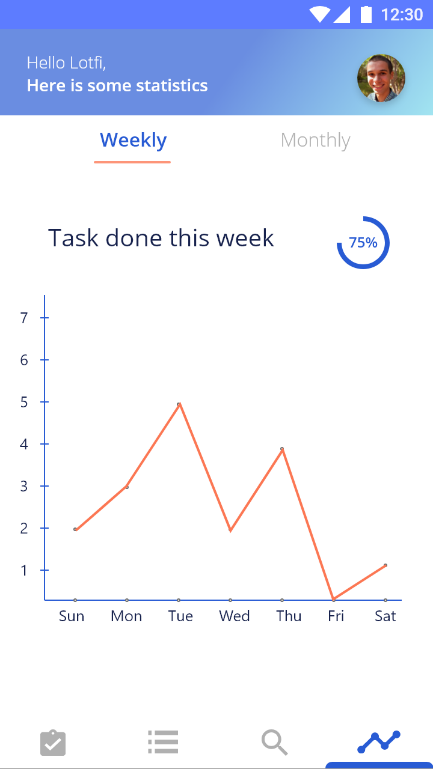 12:30
Hello Lotfi,
Here is some statistics
Weekly Monthly
Task done this week 75%
7
6
5
4
3
2
1
Sun Mon Tue Wed Thu Fri Sat